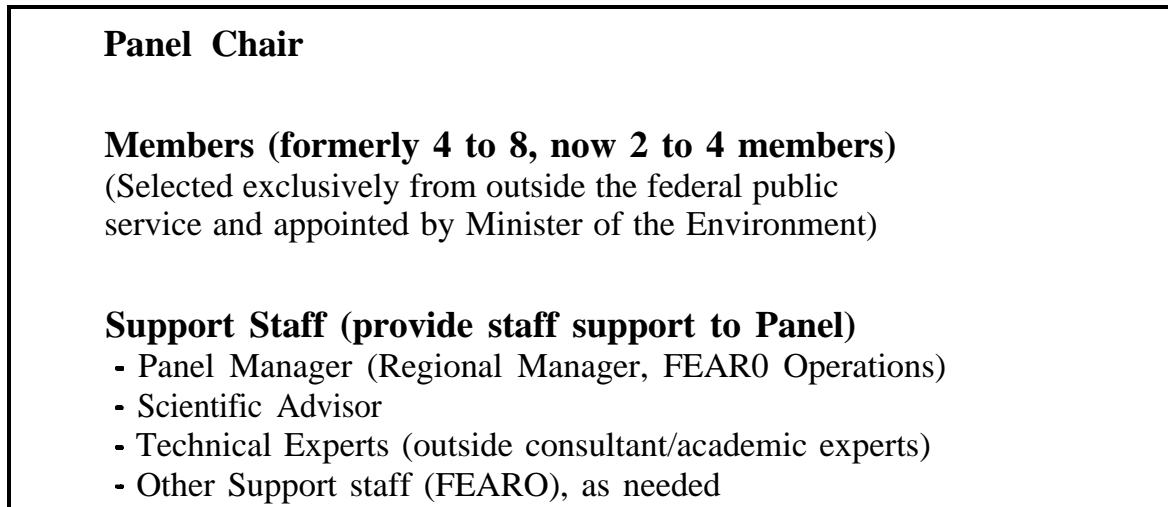 Panel Chair
Members (formerly 4 to 8, now 2 to 4 members)
(Selected exclusively from outside the federal public
service and appointed by Minister of the Environment)
Support Staff (provide staff support to Panel)
- Panel Manager (Regional Manager, FEAR0 Operations)
- Scientific Advisor
- Technical Experts (outside consultant/academic experts)
- Other Support staff (FEARO), as needed